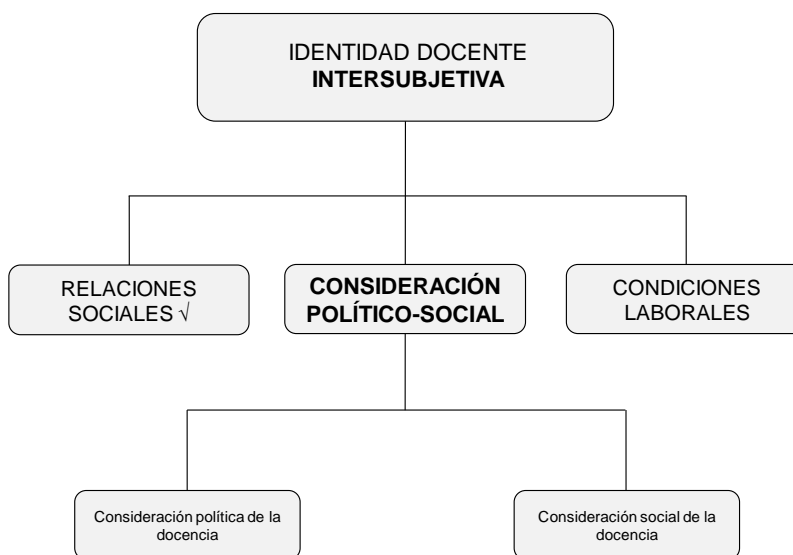 IDENTIDAD DOCENTE
INTERSUBJETIVA
RELACIONES
SOCIALES √
CONSIDERACIÓN
POLÍTICO-SOCIAL
CONDICIONES
LABORALES
Consideración política de la
docencia
Consideración social de la
docencia